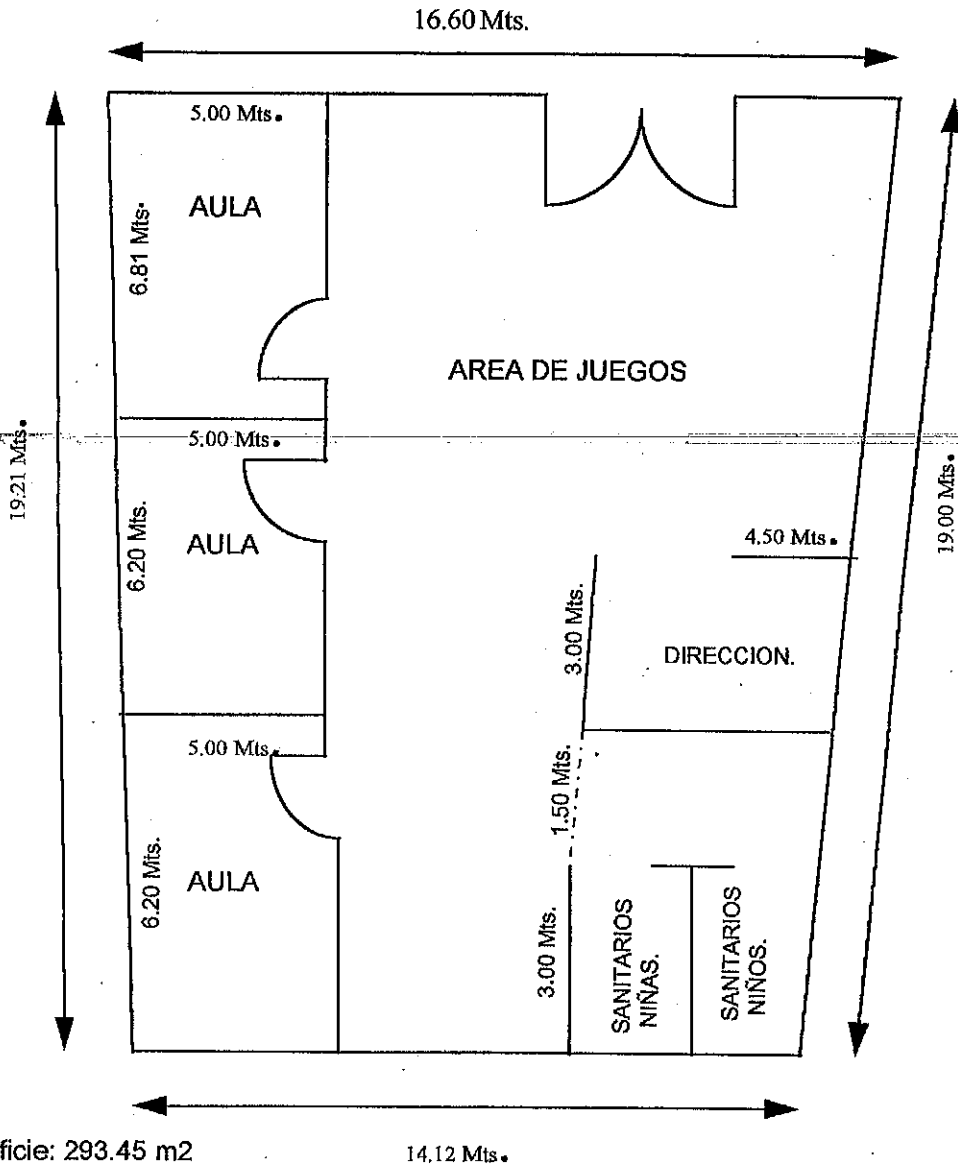 16.60 Mts.
5.00 Mts.
AULA
6.81 Mts.
AREA DE JUEGOS
19.21 Mts.
5.00 Mts.
19.00 Mts.
6.20 Mts.
AULA
4.50 Mts.
3.00 Mts.
DIRECCION.
5.00 Mts.
1.50 Mts.
6.20 Mts.
AULA
3.00 Mts.
SANITARIOS
NIÑAS.
SANITARIOS
NIÑOS.
ficie: 293.45 m2
14,12 Mts.